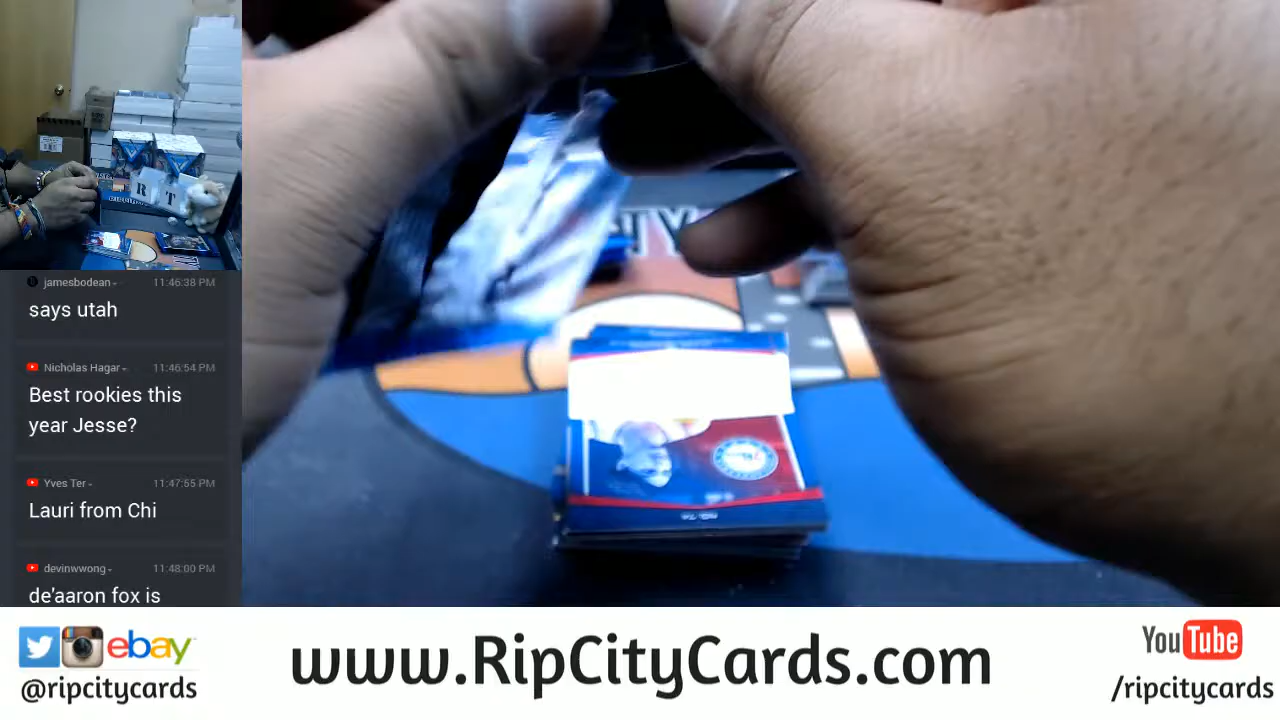 R T
jamesbodean 11:46:38 PM
says utah
Nicholas Hagar 11:46:54 PM
Best rookies this
year Jesse?
Yves Ter 11:47:55 PM
Lauri from Chi
devinwwong 11:48:00 PM
de'aaron fox is
ebay
@ripcitycards
www.RipCityCards.com
YouTube
/ripcitycards